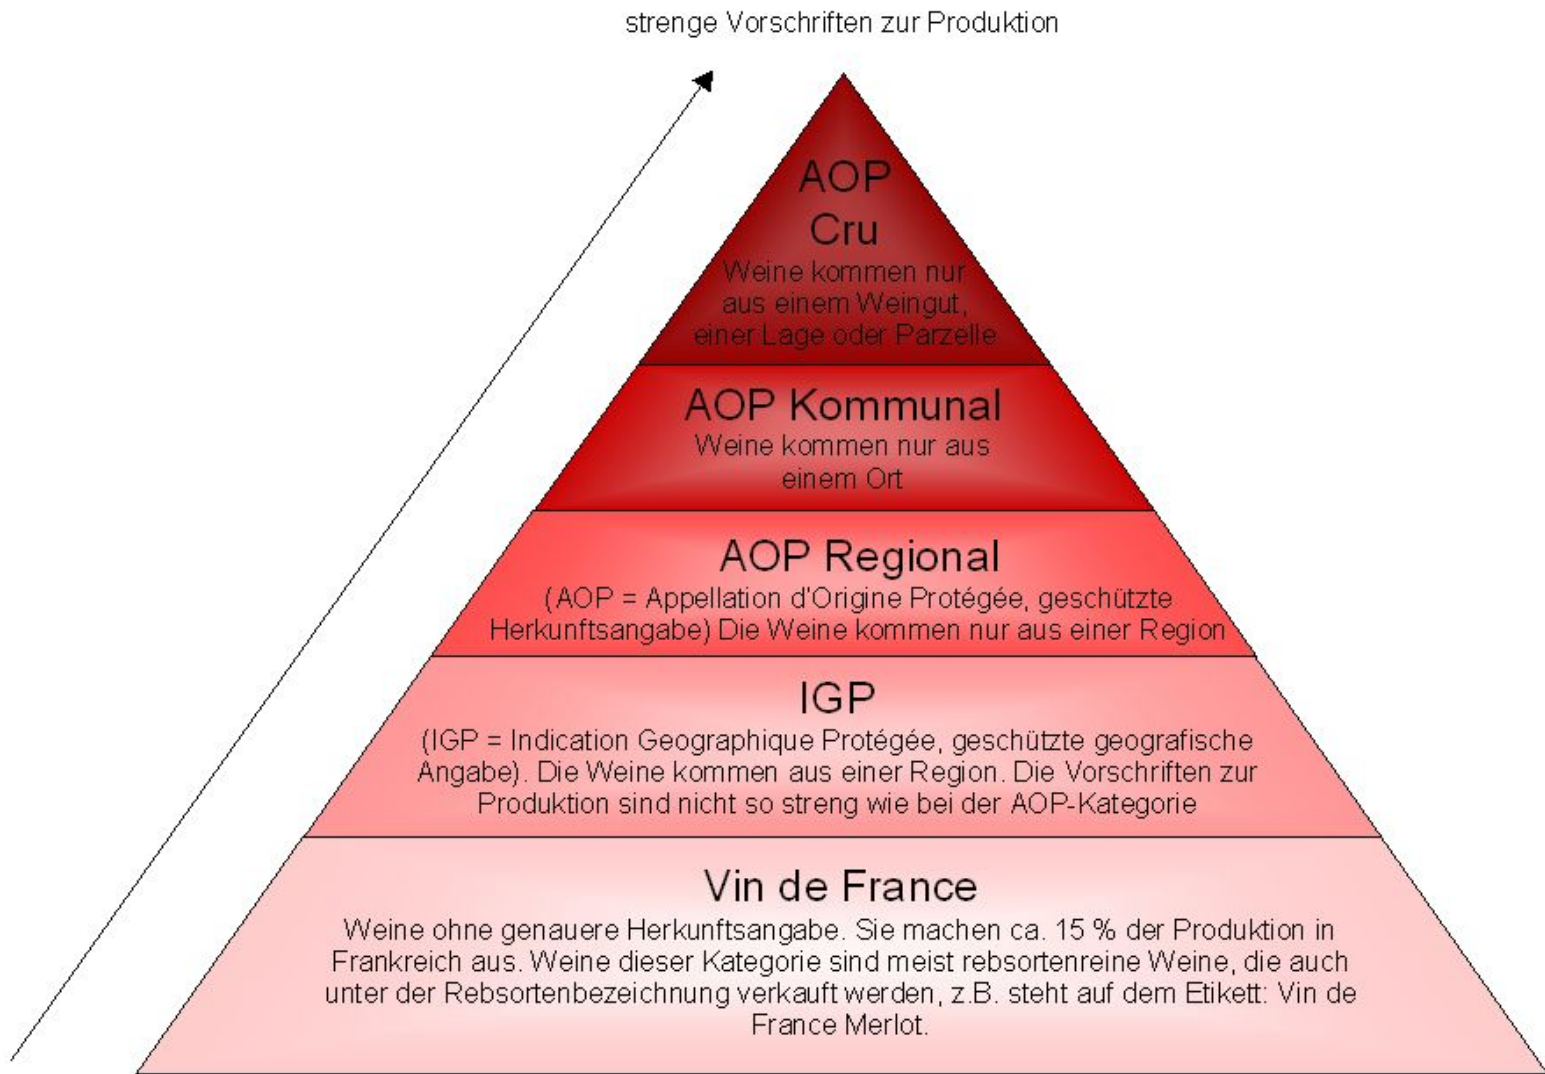 strenge Vorschriften zur Produktion
AOP
Cru
Weine kommen nur
aus einem Weingut,
einer Lage oder Parzelle
AOP Kommunal
Weine kommen nur aus
einem Ort
AOP Regional
(AOP = Appellation d'Origine Protégée, geschützte
Herkunftsangabe) Die Weine kommen nur aus einer Region
IGP
(IGP = Indication Geographique Protégée, geschützte geografische
Angabe). Die Weine kommen aus einer Region. Die Vorschriften zur
Produktion sind nicht so streng wie bei der AOP-Kategorie
Vin de France
Weine ohne genauere Herkunftsangabe. Sie machen ca. 15 % der Produktion in
Frankreich aus. Weine dieser Kategorie sind meist rebsortenreine Weine, die auch
unter der Rebsortenbezeichnung verkauft werden, z.B. steht auf dem Etikett: Vin de
France Merlot.